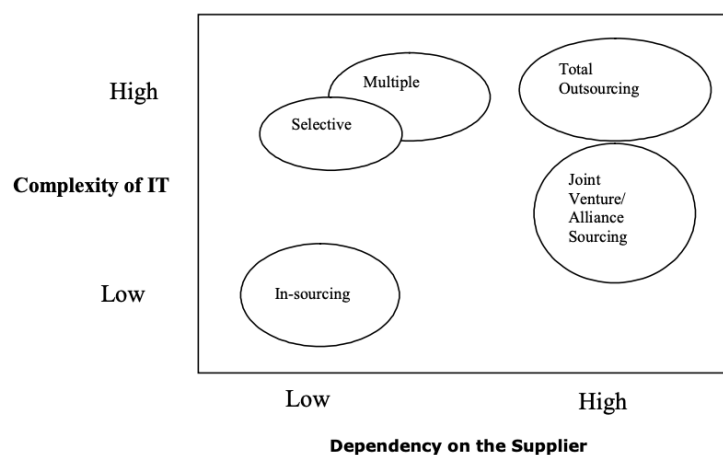 High
Multiple
Total
Outsourcing
Selective
Complexity of IT
Joint
Venture/
Alliance
Sourcing
Low
In-sourcing
Low
High
Dependency on the Supplier